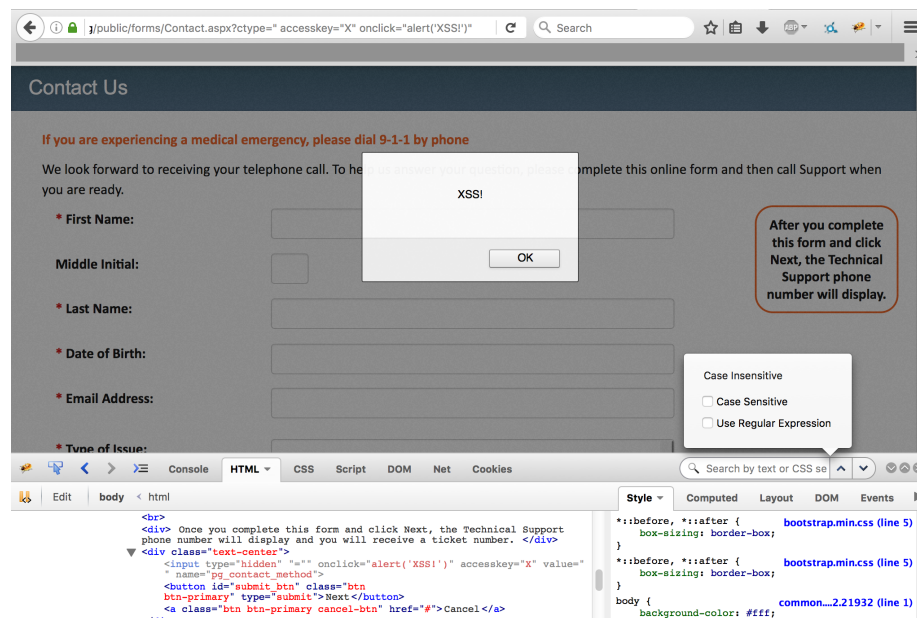 ȝ/public/forms/Contact.aspx?ctype=" accesskey="X" onclick="alert('XSS!')"
Search
ABP
Contact Us
If you are experiencing a medical emergency, please dial 9-1-1 by phone
We look forward to receiving your telephone call. To help us answer your question, please complete this online form and then call Support when
you are ready.
XSS!
OK
* First Name:
Middle Initial:
* Last Name:
* Date of Birth:
* Email Address:
* Type of Issue:
After you complete
this form and click
Next, the Technical
Support phone
number will display.
Case Insensitive
Case Sensitive
Use Regular Expression
Console HTML CSS Script DOM Net Cookies
Search by text or CSS se
Edit body < html
Style Computed Layout DOM Events
<br>
<div> Once you complete this form and click Next, the Technical Support
phone number will display and you will receive a ticket number. </div>
<div class="text-center">
<input type="hidden" "="" onclick="alert('XSS!')" accesskey="X" value="
" name="pg_contact_method">
<button id="submit_btn" class="btn
btn-primary" type="submit">Next</button>
<a class="btn btn-primary cancel-btn" href="#">Cancel</a>
*::before, *::after { bootstrap.min.css (line 5)
box-sizing: border-box;
}
*::before, *::after { bootstrap.min.css (line 5)
box-sizing: border-box;
}
body { common....2.21932 (line 1)
background-color: #fff;